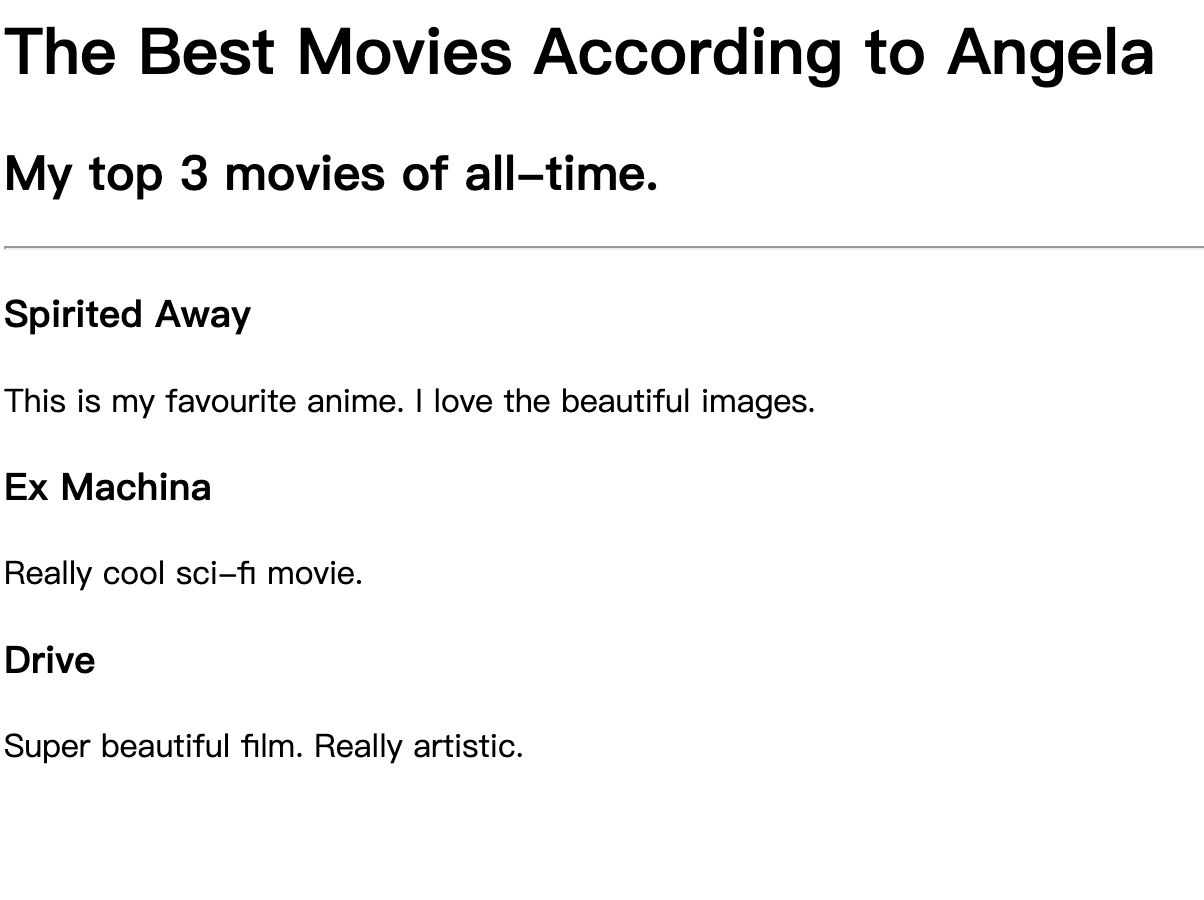 The Best Movies According to Angela
My top 3 movies of all-time.
Spirited Away
This is my favourite anime. I love the beautiful images.
Ex Machina
Really cool sci-fi movie.
Drive
Super beautiful film. Really artistic.